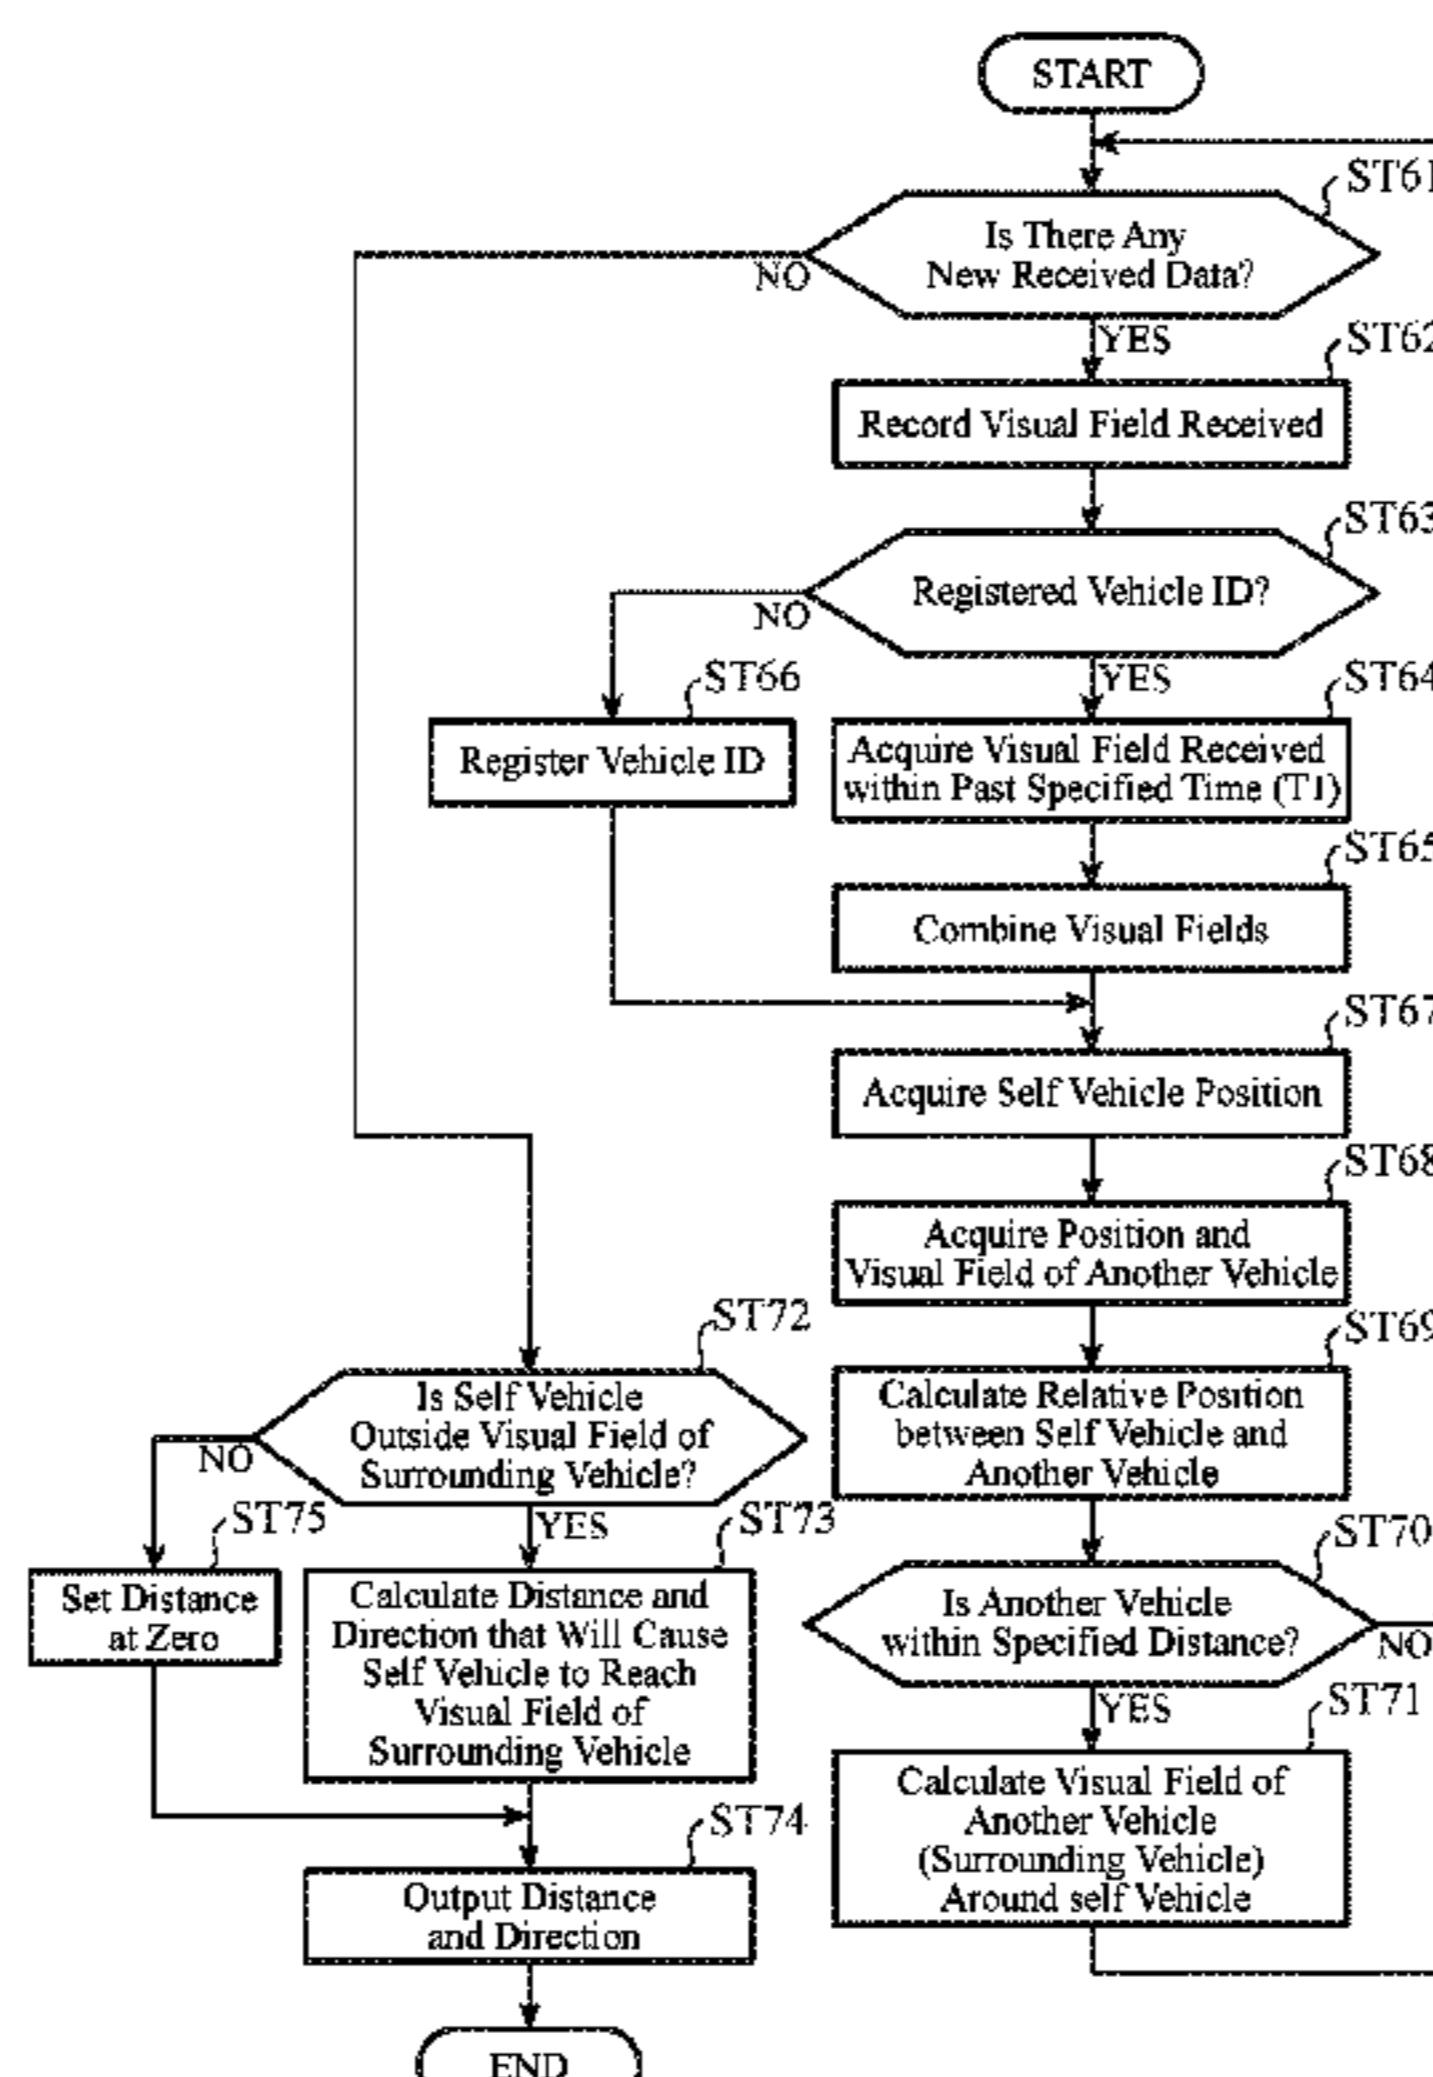 START
ST61
Is There Any
New Received Data?
NO
YES
ST62
Record Visual Field Received
ST63
Registered Vehicle ID?
NO
YES
ST66
Register Vehicle ID
ST64
Acquire Visual Field Received
within Past Specified Time (T1)
ST65
Combine Visual Fields
ST67
Acquire Self Vehicle Position
ST68
Acquire Position and
Visual Field of Another Vehicle
ST69
Calculate Relative Position
between Self Vehicle and
Another Vehicle
ST70
Is Another Vehicle
within Specified Distance?
NO
YES
ST71
Calculate Visual Field of
Another Vehicle
(Surrounding Vehicle)
Around self Vehicle
ST72
Is Self Vehicle
Outside Visual Field of
Surrounding Vehicle?
NO
YES
ST75
Set Distance
at Zero
ST73
Calculate Distance and
Direction that Will Cause
Self Vehicle to Reach
Visual Field of
Surrounding Vehicle
ST74
Output Distance
and Direction
END